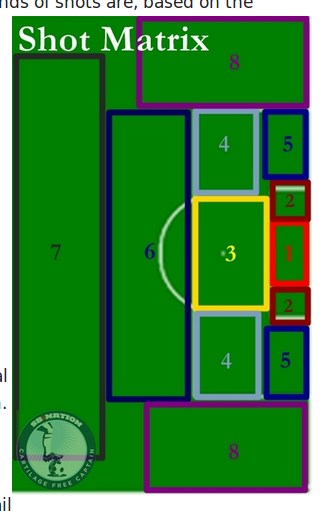 nds of shots are, based on the
Shot Matrix
8
4
5
2
7
6
3
1
2
4
5
al
.
8
SB NATION
CARTILAGE FREE CAPTAIN
ail